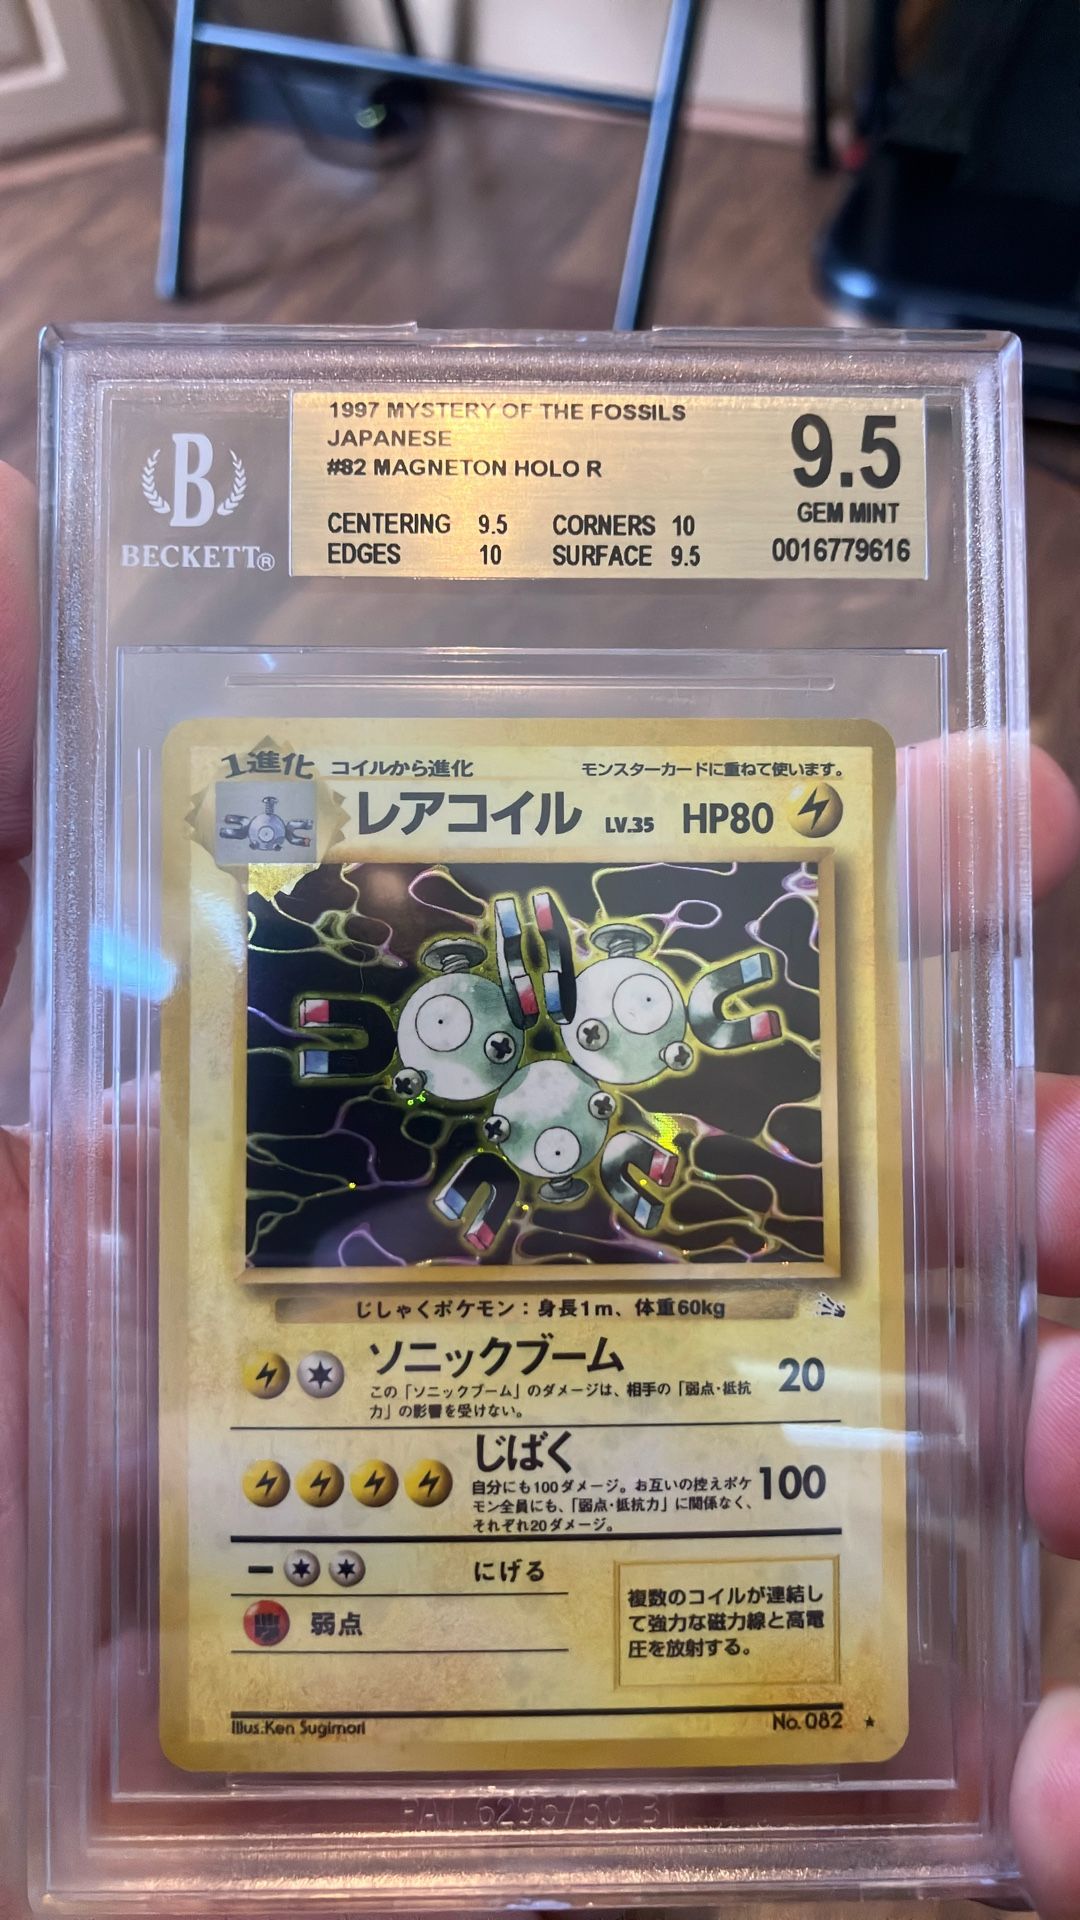 1997 MYSTERY OF THE FOSSILS
JAPANESE
#82 MAGNETON HOLO R
9.5
GEM MINT
CENTERING 9.5 CORNERS 10
EDGES 10 SURFACE 9.5
0016779616
B
BECKETT®
1進化 コイルから進化 モンスターカードに重ねて使います。
レアコイル LV.35 HP80
じしゃくポケモン：身長1m、体重60kg
ソニックブーム 20
この「ソニックブーム」のダメージは、相手の「弱点・抵抗
力」の影響を受けない。
じばく 100
自分にも100ダメージ。お互いの控えポケ
モン全員にも、「弱点・抵抗力」に関係なく、
それぞれ20ダメージ。
にげる
弱点
複数のコイルが連結し
て強力な磁力線と高電
圧を放射する。
Illus:Ken Sugimori No.082 ★